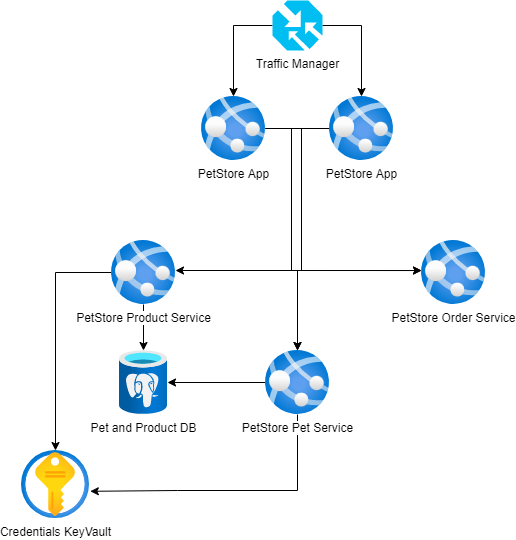 Traffic Manager
PetStore App
PetStore App
PetStore Product Service
PetStore Order Service
Pet and Product DB
PetStore Pet Service
Credentials KeyVault